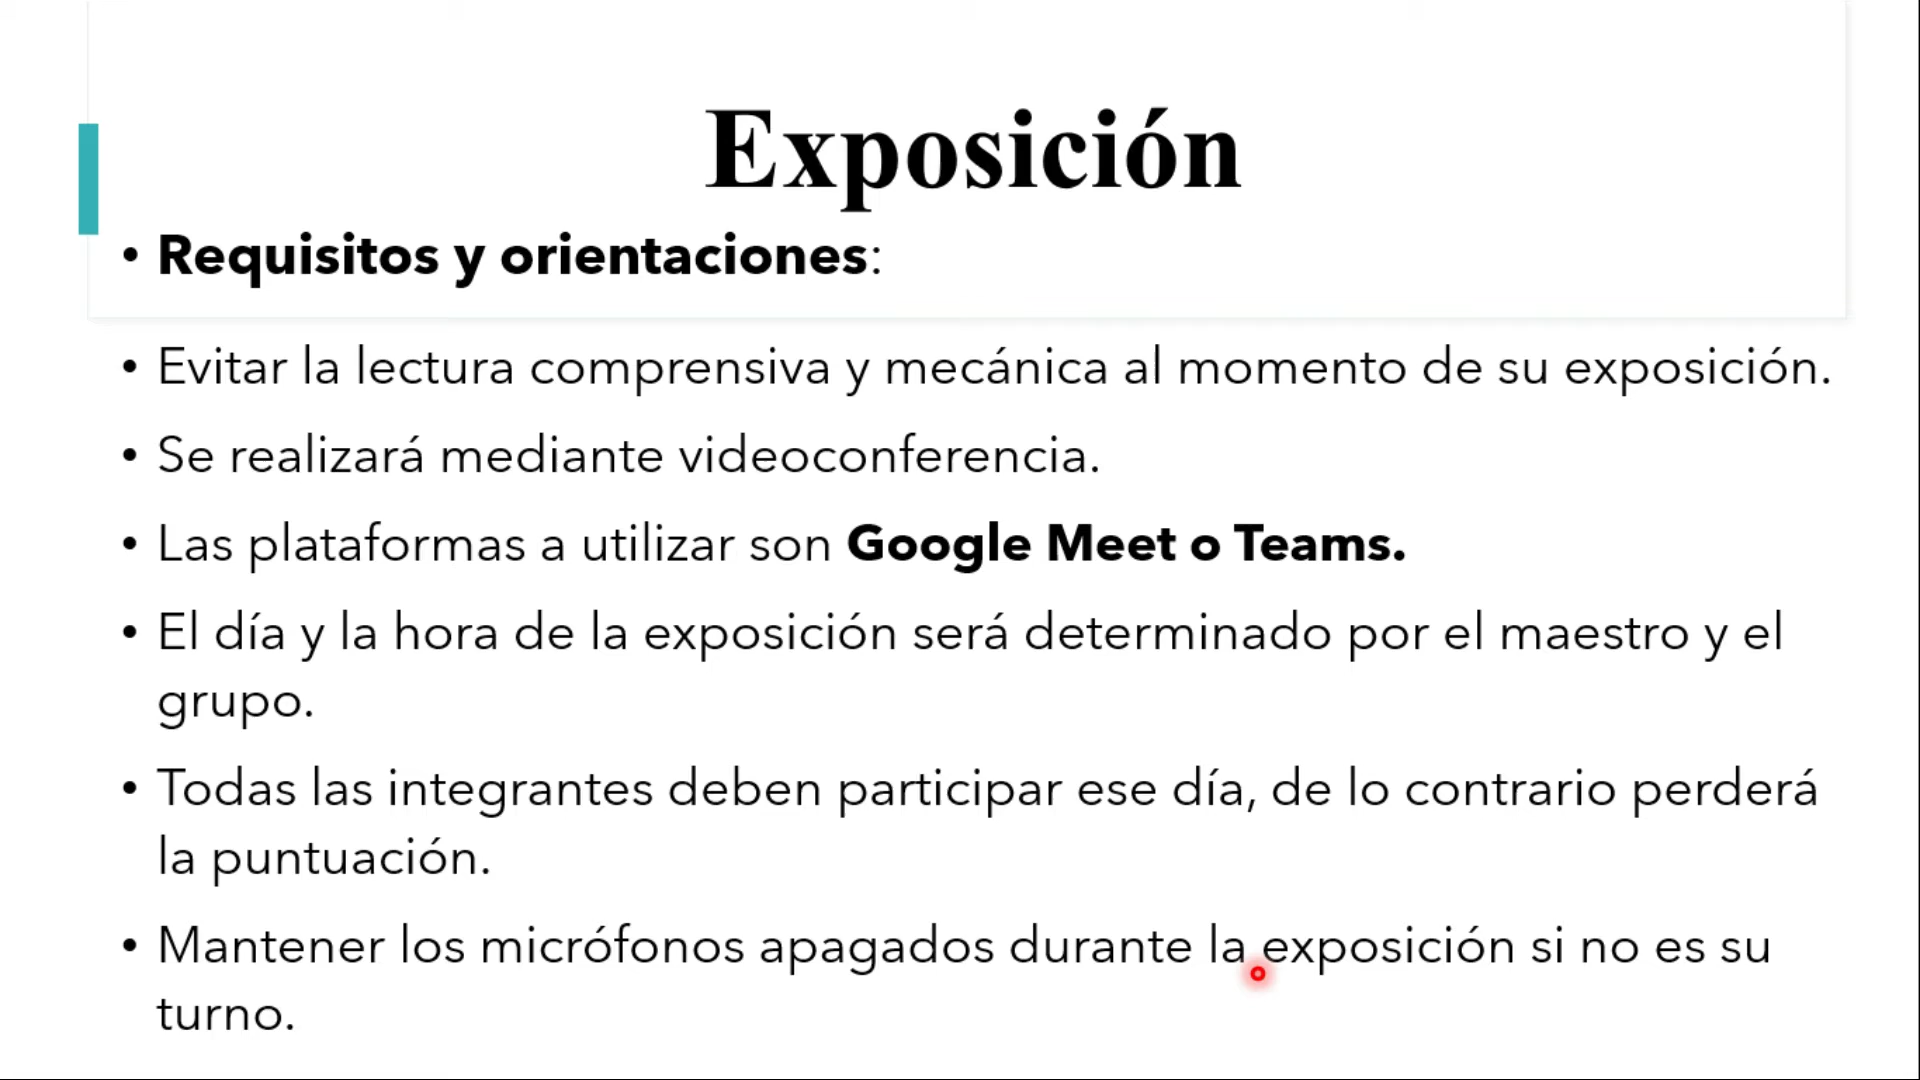 Exposición
• Requisitos y orientaciones:
• Evitar la lectura comprensiva y mecánica al momento de su exposición.
• Se realizará mediante videoconferencia.
• Las plataformas a utilizar son Google Meet o Teams.
• El día y la hora de la exposición será determinado por el maestro y el
grupo.
• Todas las integrantes deben participar ese día, de lo contrario perderá
la puntuación.
• Mantener los micrófonos apagados durante la exposición si no es su
turno.